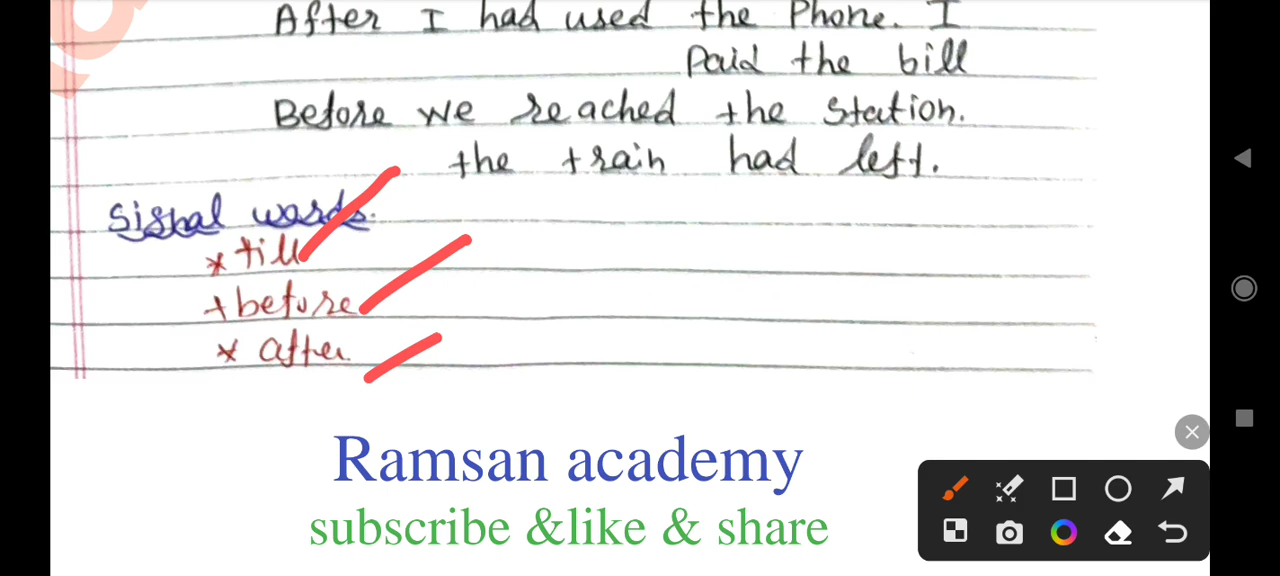 After I had used the Phone. I
Paid the bill
Before we reached the Station.
the train had left.
Sisnal words.
* till
+ before
* after
Ramsan academy
subscribe &like & share